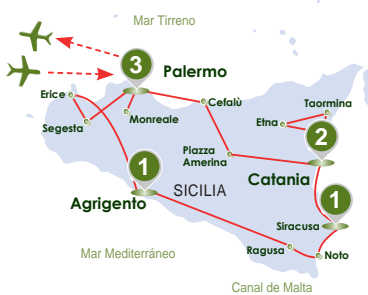 Mar Tirreno
3
Palermo
Erice
Cefalù
Taormina
Monreale
Etna
Segesta
2
Piazza
Amerina
1
Catania
SICILIA
1
Agrigento
Siracusa
Mar Mediterráneo
Ragusa
Noto
Canal de Malta